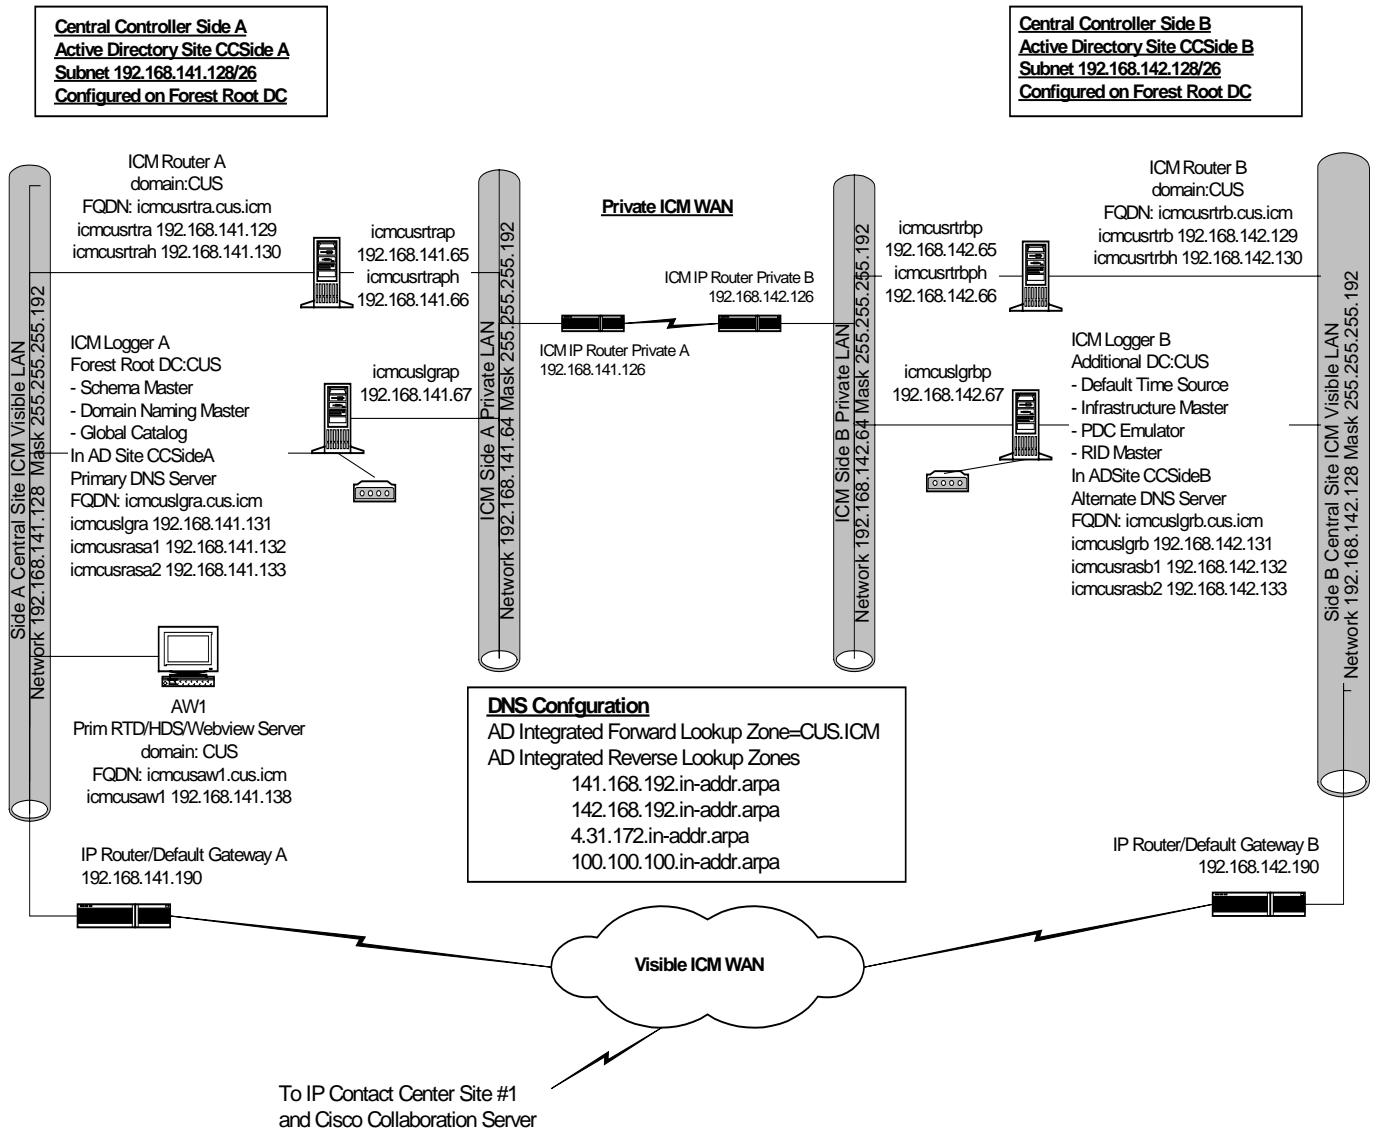 Central Controller Side A
Active Directory Site CCSide A
Subnet 192.168.141.128/26
Configured on Forest Root DC
Central Controller Side B
Active Directory Site CCSide B
Subnet 192.168.142.128/26
Configured on Forest Root DC
Side A Central Site ICM Visible LAN
Network 192.168.141.128 Mask 255.255.255.192
ICM Router A
domain:CUS
FQDN: icmcusrtra.cus.icm
icmcusrtra 192.168.141.129
icmcusrtrah 192.168.141.130
icmcusrtrap
192.168.141.65
icmcusrtraph
192.168.141.66
ICM Logger A
Forest Root DC:CUS
- Schema Master
- Domain Naming Master
- Global Catalog
In AD Site CCSideA
Primary DNS Server
FQDN: icmcuslgra.cus.icm
icmcuslgra 192.168.141.131
icmcusrasa1 192.168.141.132
icmcusrasa2 192.168.141.133
icmcuslgrap
192.168.141.67
AW1
Prim RTD/HDS/Webview Server
domain: CUS
FQDN: icmcusaw1.cus.icm
icmcusaw1 192.168.141.138
ICM Side A Private LAN
Network 192.168.141.64 Mask 255.255.255.192
Private ICM WAN
ICM IP Router Private B
192.168.142.126
ICM IP Router Private A
192.168.141.126
ICM Side B Private LAN
Network 192.168.142.64 Mask 255.255.255.192
icmcusrtrbp
192.168.142.65
icmcusrtrbph
192.168.142.66
ICM Router B
domain:CUS
FQDN: icmcusrtrb.cus.icm
icmcusrtrb 192.168.142.129
icmcusrtrbh 192.168.142.130
icmcuslgrbp
192.168.142.67
ICM Logger B
Additional DC:CUS
- Default Time Source
- Infrastructure Master
- PDC Emulator
- RID Master
In ADSite CCSideB
Alternate DNS Server
FQDN: icmcuslgrb.cus.icm
icmcuslgrb 192.168.142.131
icmcusrasb1 192.168.142.132
icmcusrasb2 192.168.142.133
Side B Central Site ICM Visible LAN
Network 192.168.142.128 Mask 255.255.255.192
DNS Confguration
AD Integrated Forward Lookup Zone=CUS.ICM
AD Integrated Reverse Lookup Zones
141.168.192.in-addr.arpa
142.168.192.in-addr.arpa
4.31.172.in-addr.arpa
100.100.100.in-addr.arpa
IP Router/Default Gateway A
192.168.141.190
IP Router/Default Gateway B
192.168.142.190
Visible ICM WAN
To IP Contact Center Site #1
and Cisco Collaboration Server